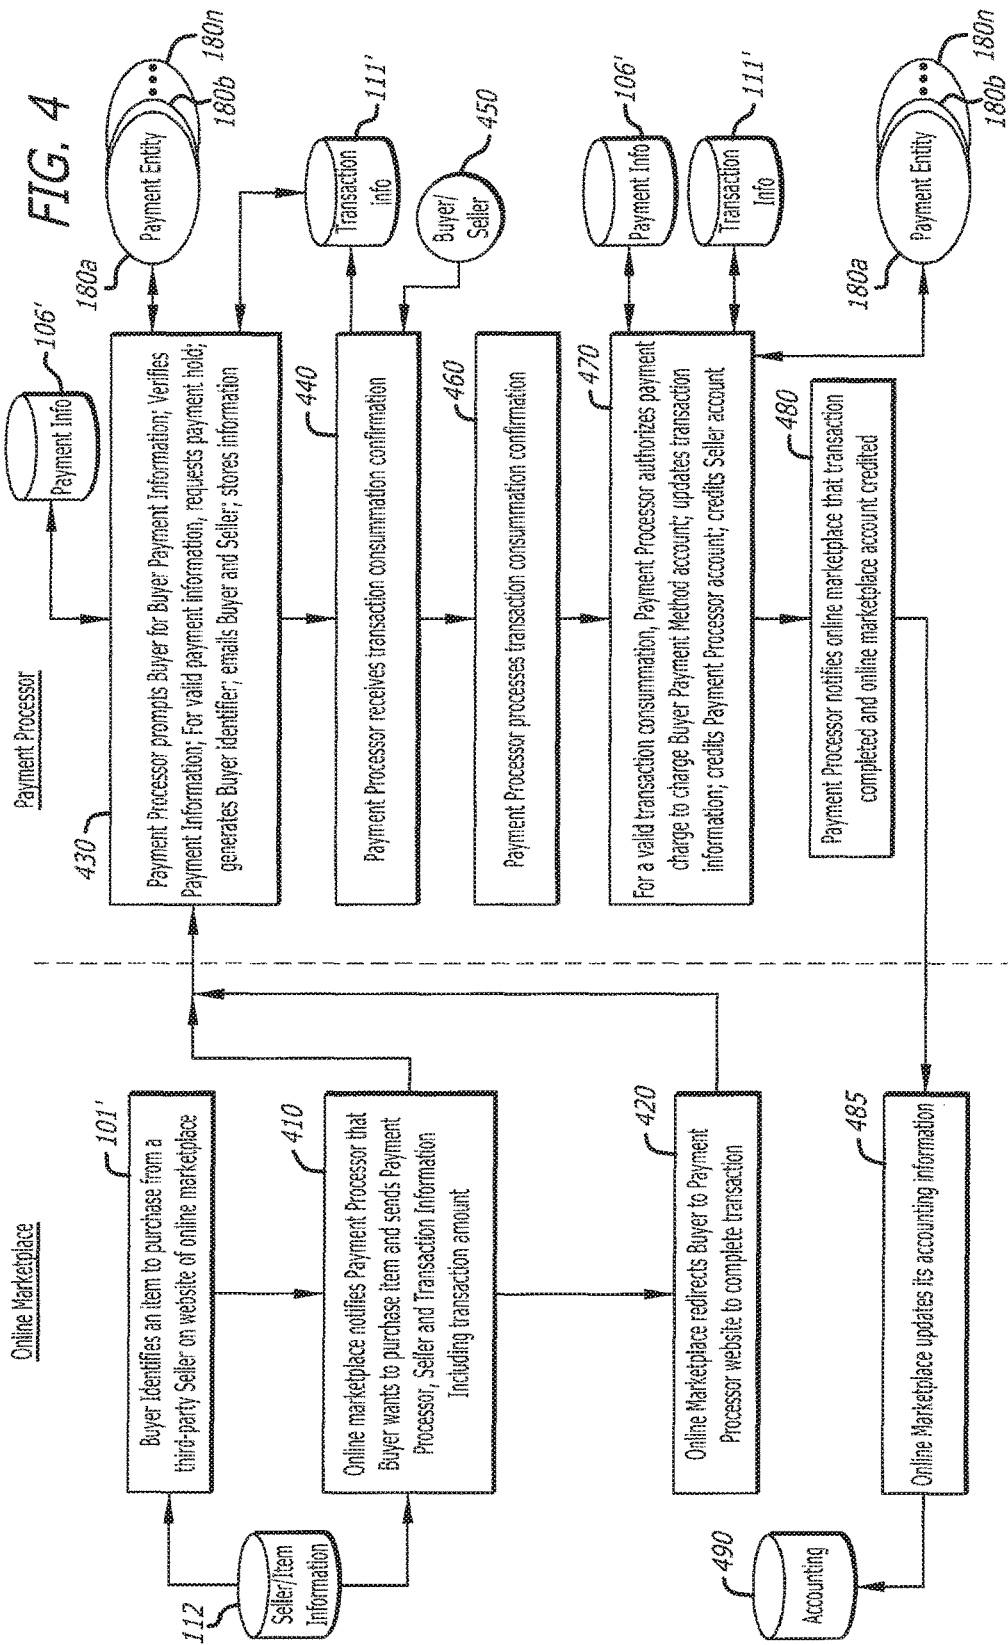 FIG. 4
Online Marketplace
Payment Processor
112
Seller/Item
Information
101'
Buyer Identifies an item to purchase from a
third-party Seller on website of online marketplace
410
Online marketplace notifies Payment Processor that
Buyer wants to purchase item and sends Payment
Processor, Seller and Transaction Information
Including transaction amount
420
Online Marketplace redirects Buyer to Payment
Processor website to complete transaction
485
Online Marketplace updates its accounting information
490
Accounting
106'
Payment Info
430
Payment Processor prompts Buyer for Buyer Payment Information; Verifies
Payment Information; For valid payment information, requests payment hold;
generates Buyer identifier; emails Buyer and Seller; stores information
180a
Payment Entity
180b
180n
440
Payment Processor receives transaction consummation confirmation
Transaction
Info
111'
Buyer/
Seller
450
460
Payment Processor processes transaction consummation confirmation
470
For a valid transaction consummation, Payment Processor authorizes payment
charge to charge Buyer Payment Method account; updates transaction
information; credits Payment Processor account; credits Seller account
Payment Info
106'
Transaction
Info
111'
480
Payment Processor notifies online marketplace that transaction
completed and online marketplace account credited
180a
Payment Entity
180b
180n